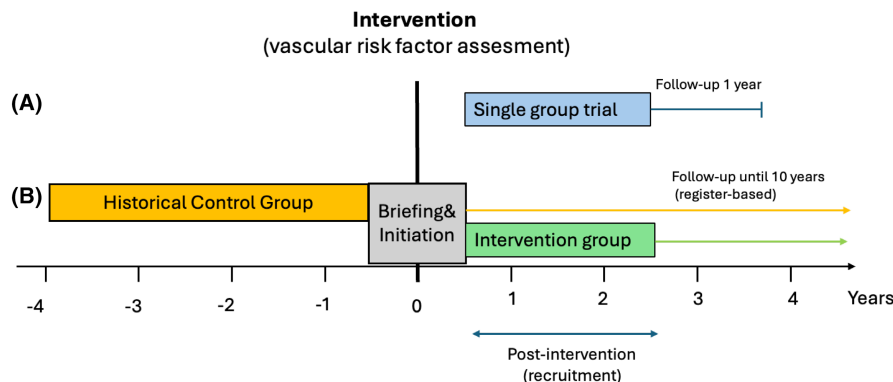 Intervention
(vascular risk factor assesment)
(A)
Single group trial
Follow-up 1 year
(B)
Historical Control Group
Briefing&
Initiation
Follow-up until 10 years
(register-based)
Intervention group
-4 -3 -2 -1 0 1 2 3 4 Years
Post-intervention
(recruitment)